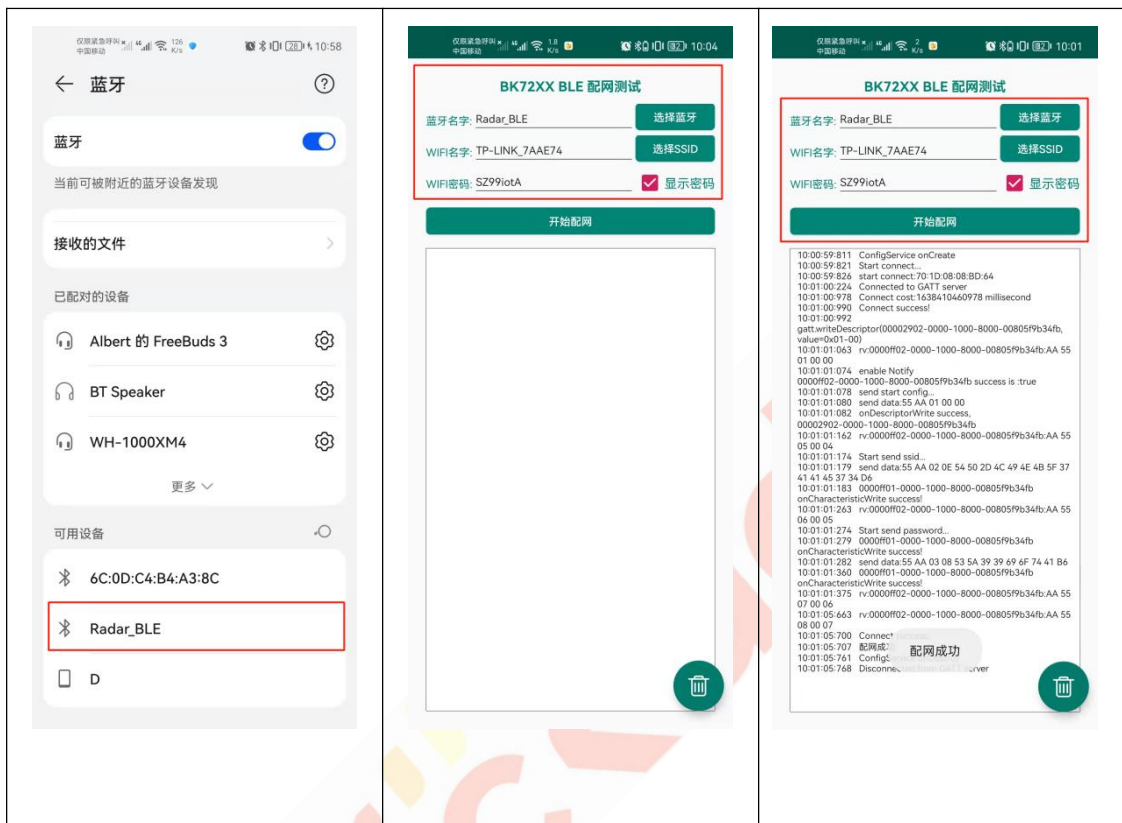 仅限紧急呼叫
中国移动
126
K/s
28
10:58
蓝牙
蓝牙
当前可被附近的蓝牙设备发现
接收的文件
已配对的设备
Albert 的 FreeBuds 3
BT Speaker
WH-1000XM4
更多
可用设备
6C:0D:C4:B4:A3:8C
Radar_BLE
D
仅限紧急呼叫
中国移动
1.8
K/s
82
10:04
BK72XX BLE 配网测试
蓝牙名字: Radar_BLE 选择蓝牙
WIFI名字: TP-LINK_7AAE74 选择SSID
WIFI密码: SZ99iotA 显示密码
开始配网
仅限紧急呼叫
中国移动
2
K/s
82
10:01
BK72XX BLE 配网测试
蓝牙名字: Radar_BLE 选择蓝牙
WIFI名字: TP-LINK_7AAE74 选择SSID
WIFI密码: SZ99iotA 显示密码
开始配网
10:00:59:811 ConfigService onCreate
10:00:59:821 Start connect...
10:00:59:826 start connect:70:1D:08:08:BD:64
10:01:00:224 Connected to GATT server
10:01:00:978 Connect cost:1638410460978 millisecond
10:01:00:990 Connect success!
10:01:00:992
gatt.writeDescriptor(00002902-0000-1000-8000-00805f9b34fb,
value=0x01-00)
10:01:01:063 rv:0000ff02-0000-1000-8000-00805f9b34fb:AA 55
01 00 00
10:01:01:074 enable Notify
0000ff02-0000-1000-8000-00805f9b34fb success is :true
10:01:01:078 send start config...
10:01:01:080 send data:55 AA 01 00 00
10:01:01:082 onDescriptorWrite success,
00002902-0000-1000-8000-00805f9b34fb
10:01:01:162 rv:0000ff02-0000-1000-8000-00805f9b34fb:AA 55
05 00 04
10:01:01:174 Start send ssid...
10:01:01:179 send data:55 AA 02 0E 54 50 2D 4C 49 4E 4B 5F 37
41 41 45 37 34 D6
10:01:01:183 0000ff01-0000-1000-8000-00805f9b34fb
onCharacteristicWrite success!
10:01:01:263 rv:0000ff02-0000-1000-8000-00805f9b34fb:AA 55
06 00 05
10:01:01:274 Start send password...
10:01:01:279 0000ff01-0000-1000-8000-00805f9b34fb
onCharacteristicWrite success!
10:01:01:282 send data:55 AA 03 08 53 5A 39 39 69 6F 74 41 B6
10:01:01:360 0000ff01-0000-1000-8000-00805f9b34fb
onCharacteristicWrite success!
10:01:01:375 rv:0000ff02-0000-1000-8000-00805f9b34fb:AA 55
07 00 06
10:01:05:663 rv:0000ff02-0000-1000-8000-00805f9b34fb:AA 55
08 00 07
10:01:05:700 Connect
10:01:05:707 配网成
10:01:05:761
10:01:05:768 server
配网成功